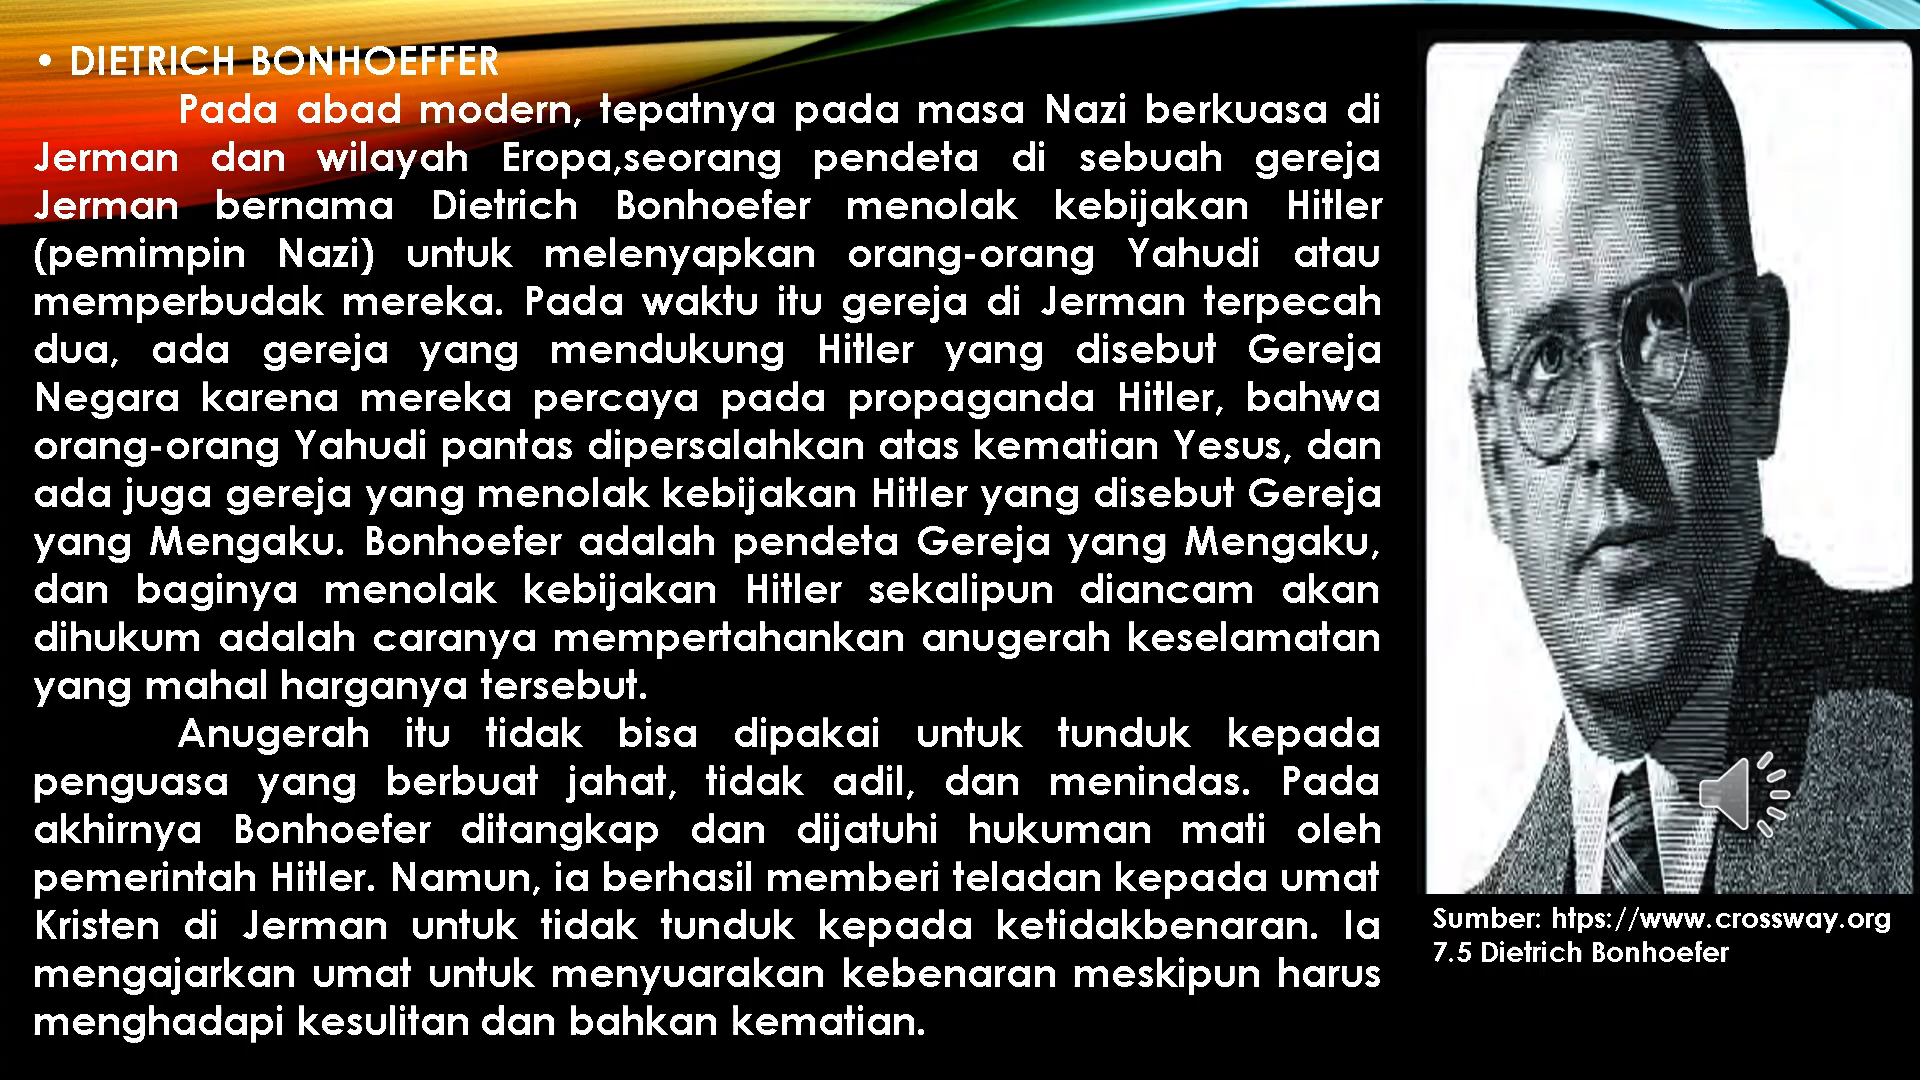 • DIETRICH BONHOEFFER
Pada abad modern, tepatnya pada masa Nazi berkuasa di
Jerman dan wilayah Eropa,seorang pendeta di sebuah gereja
Jerman bernama Dietrich Bonhoefer menolak kebijakan Hitler
(pemimpin Nazi) untuk melenyapkan orang-orang Yahudi atau
memperbudak mereka. Pada waktu itu gereja di Jerman terpecah
dua, ada gereja yang mendukung Hitler yang disebut Gereja
Negara karena mereka percaya pada propaganda Hitler, bahwa
orang-orang Yahudi pantas dipersalahkan atas kematian Yesus, dan
ada juga gereja yang menolak kebijakan Hitler yang disebut Gereja
yang Mengaku. Bonhoefer adalah pendeta Gereja yang Mengaku,
dan baginya menolak kebijakan Hitler sekalipun diancam akan
dihukum adalah caranya mempertahankan anugerah keselamatan
yang mahal harganya tersebut.
Anugerah itu tidak bisa dipakai untuk tunduk kepada
penguasa yang berbuat jahat, tidak adil, dan menindas. Pada
akhirnya Bonhoefer ditangkap dan dijatuhi hukuman mati oleh
pemerintah Hitler. Namun, ia berhasil memberi teladan kepada umat
Kristen di Jerman untuk tidak tunduk kepada ketidakbenaran. Ia
mengajarkan umat untuk menyuarakan kebenaran meskipun harus
menghadapi kesulitan dan bahkan kematian.
Sumber: htps://www.crossway.org
7.5 Dietrich Bonhoefer